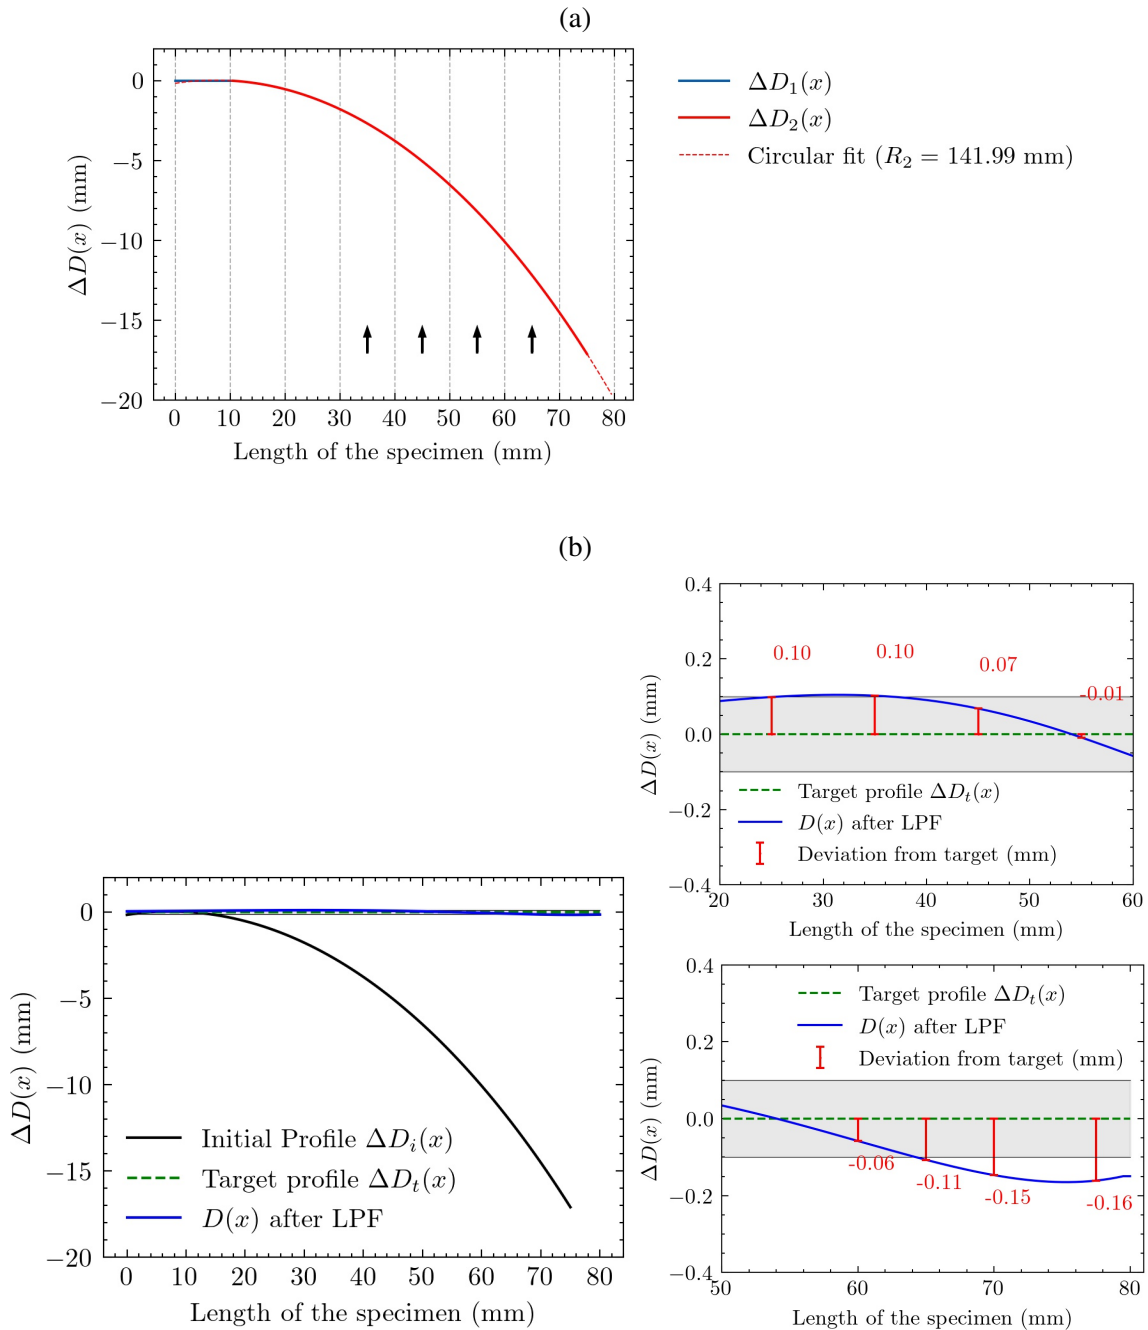 (a)
ΔD₁(x)
ΔD₂(x)
Circular fit (R₂ = 141.99 mm)
ΔD(x) (mm)
0
−5
−10
−15
−20
0 10 20 30 40 50 60 70 80
Length of the specimen (mm)
(b)
ΔD(x) (mm)
0
−5
−10
−15
−20
Initial Profile ΔDᵢ(x)
Target profile ΔDₜ(x)
D(x) after LPF
0 10 20 30 40 50 60 70 80
Length of the specimen (mm)
ΔD(x) (mm)
0.4
0.2
0.0
−0.2
−0.4
0.10
0.10
0.07
-0.01
Target profile ΔDₜ(x)
D(x) after LPF
Deviation from target (mm)
20 30 40 50 60
Length of the specimen (mm)
ΔD(x) (mm)
0.4
0.2
0.0
−0.2
−0.4
Target profile ΔDₜ(x)
D(x) after LPF
Deviation from target (mm)
-0.06
-0.11
-0.15
-0.16
50 60 70 80
Length of the specimen (mm)